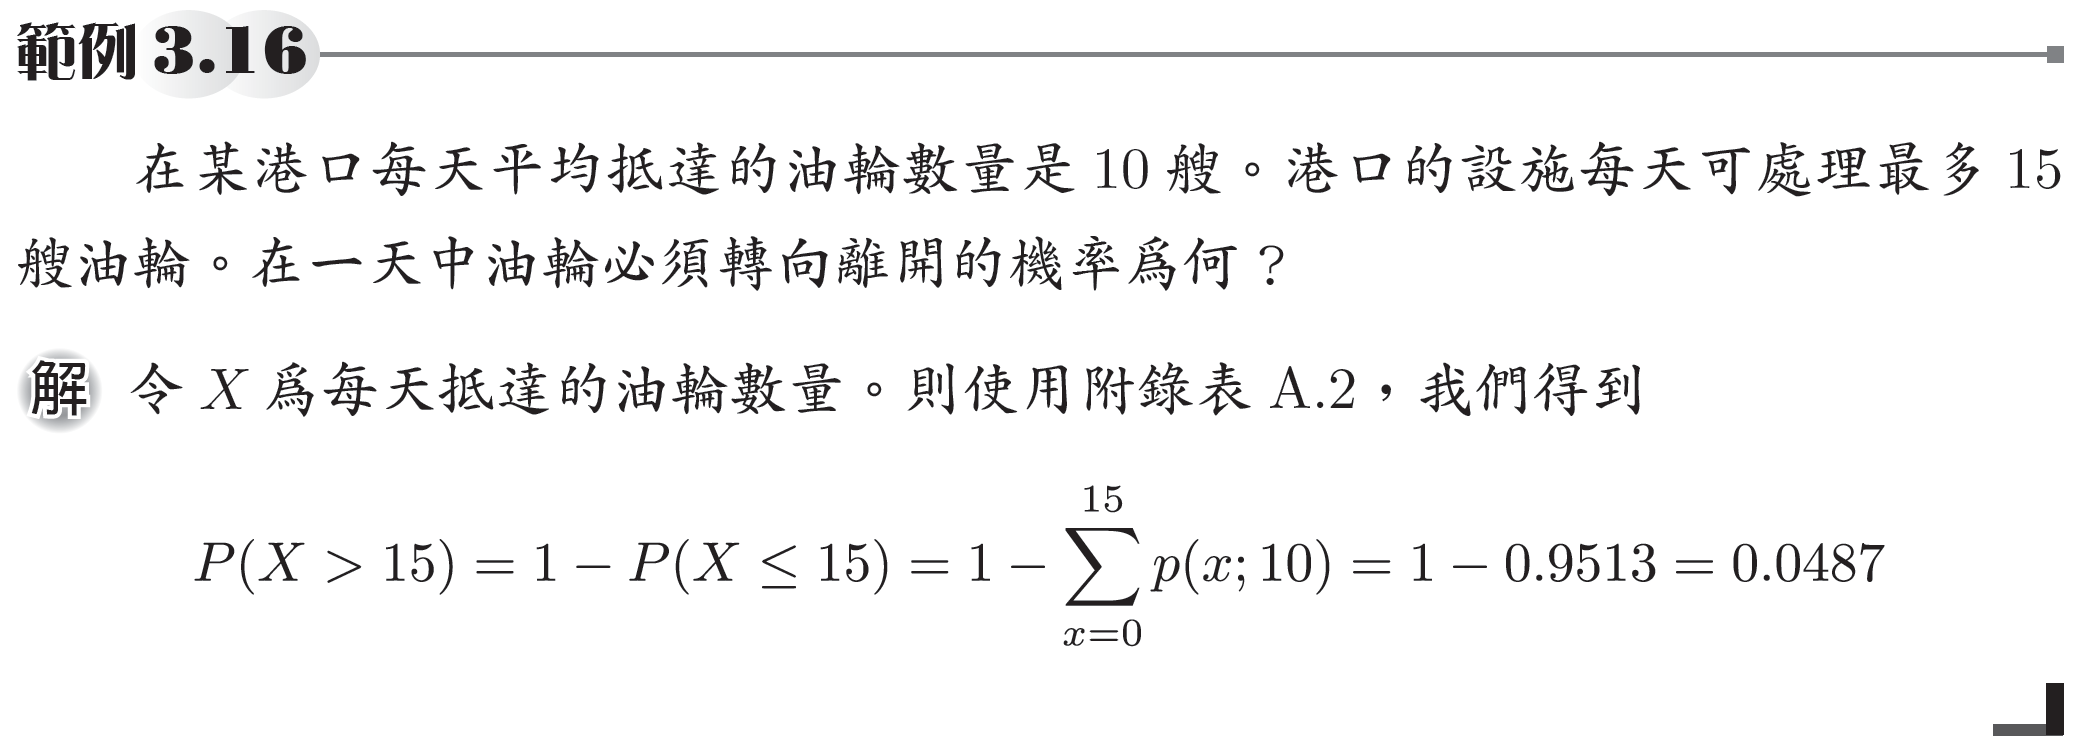 範例 3.16
在某港口每天平均抵達的油輪數量是 10 艘。港口的設施每天可處理最多 15
艘油輪。在一天中油輪必須轉向離開的機率爲何？
解 令 X 爲每天抵達的油輪數量。則使用附錄表 A.2，我們得到
P(X > 15) = 1 − P(X ≤ 15) = 1 − ∑_{x=0}^{15} p(x; 10) = 1 − 0.9513 = 0.0487